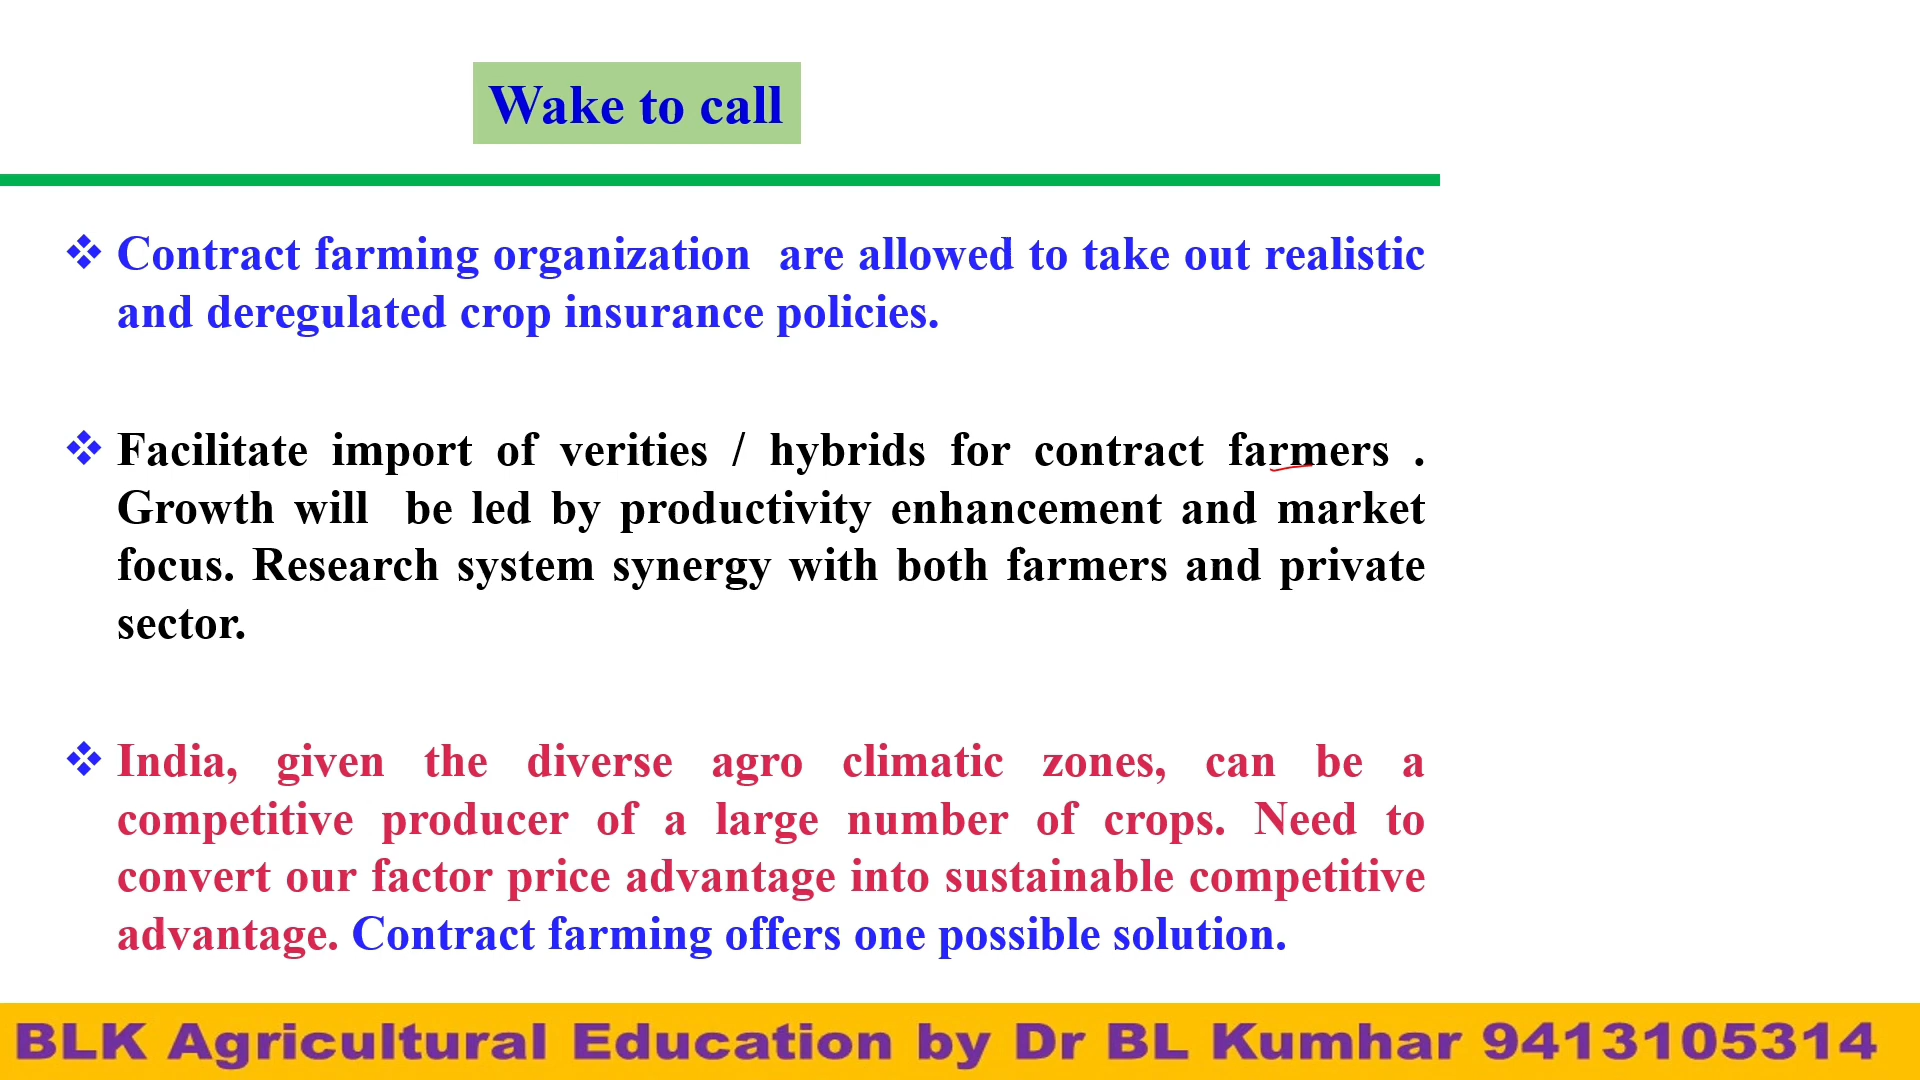 Wake to call
Contract farming organization are allowed to take out realistic
and deregulated crop insurance policies.
Facilitate import of verities / hybrids for contract farmers .
Growth will be led by productivity enhancement and market
focus. Research system synergy with both farmers and private
sector.
India, given the diverse agro climatic zones, can be a
competitive producer of a large number of crops. Need to
convert our factor price advantage into sustainable competitive
advantage. Contract farming offers one possible solution.
BLK Agricultural Education by Dr BL Kumhar 9413105314